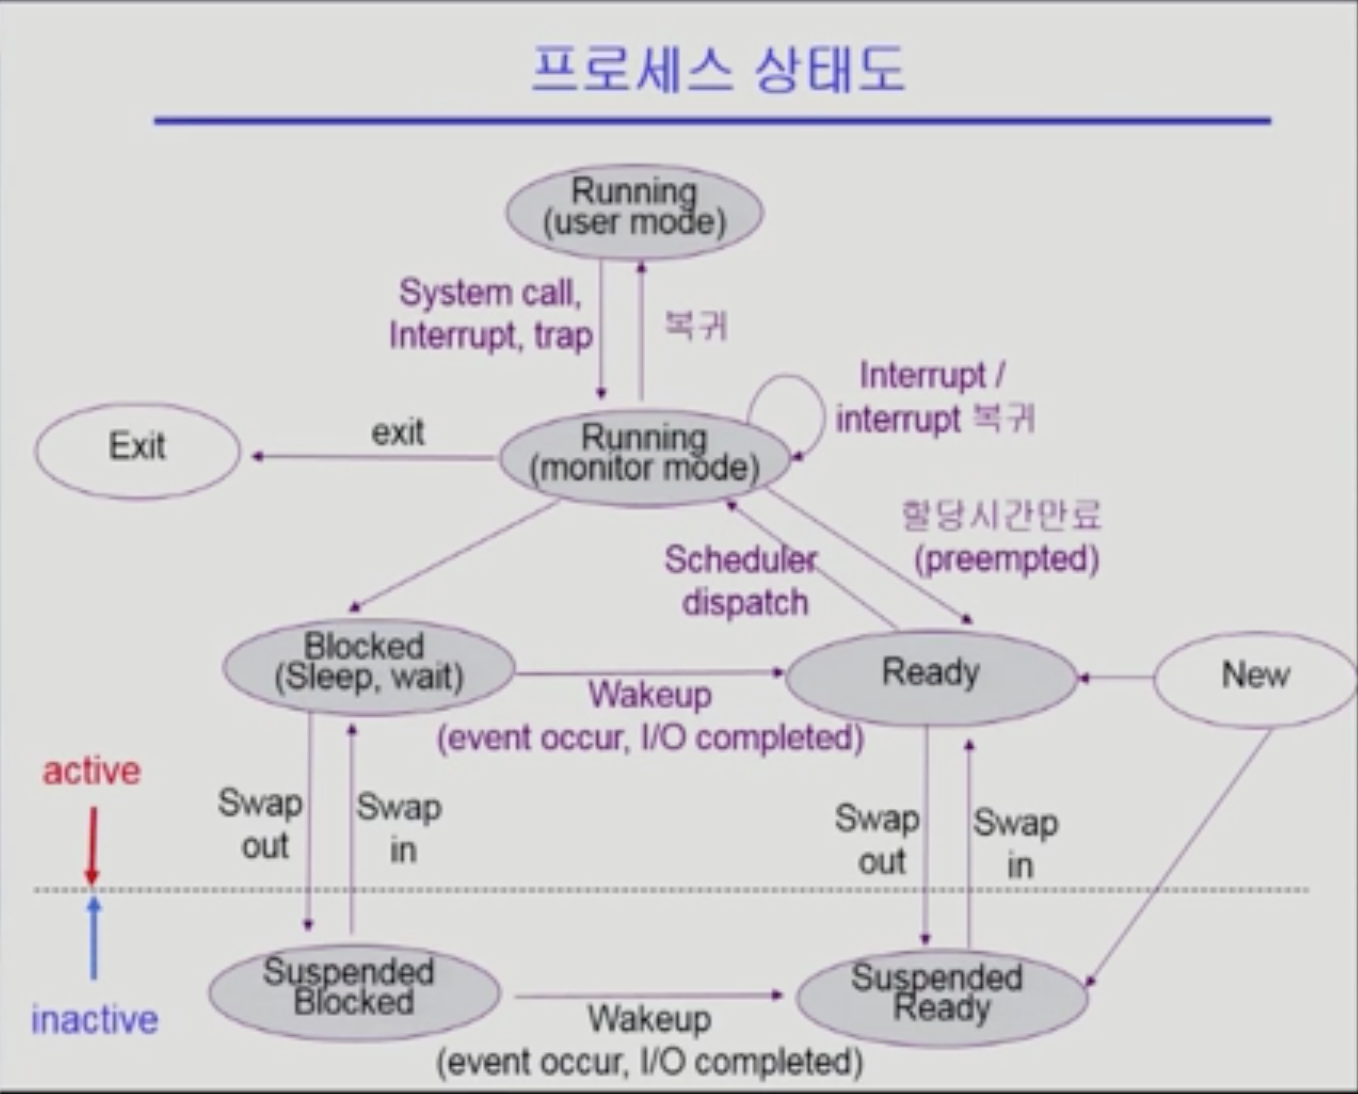 프로세스 상태도
Running
(user mode)
System call,
Interrupt, trap
복귀
Interrupt /
interrupt 복귀
Exit
exit
Running
(monitor mode)
할당시간만료
(preempted)
Scheduler
dispatch
Blocked
(Sleep, wait)
Wakeup
(event occur, I/O completed)
Ready
New
active
Swap
out
Swap
in
Swap
out
Swap
in
inactive
Suspended
Blocked
Wakeup
(event occur, I/O completed)
Suspended
Ready